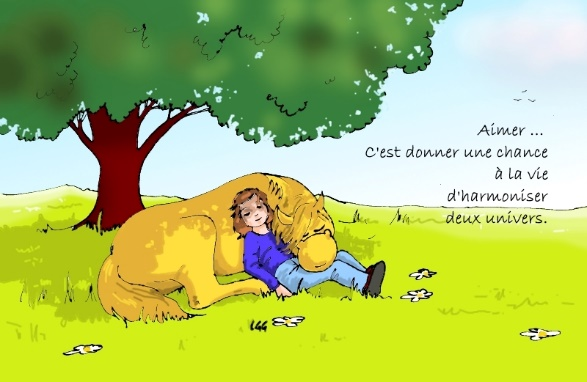 Aimer ...
C'est donner une chance
à la vie
d'harmoniser
deux univers.